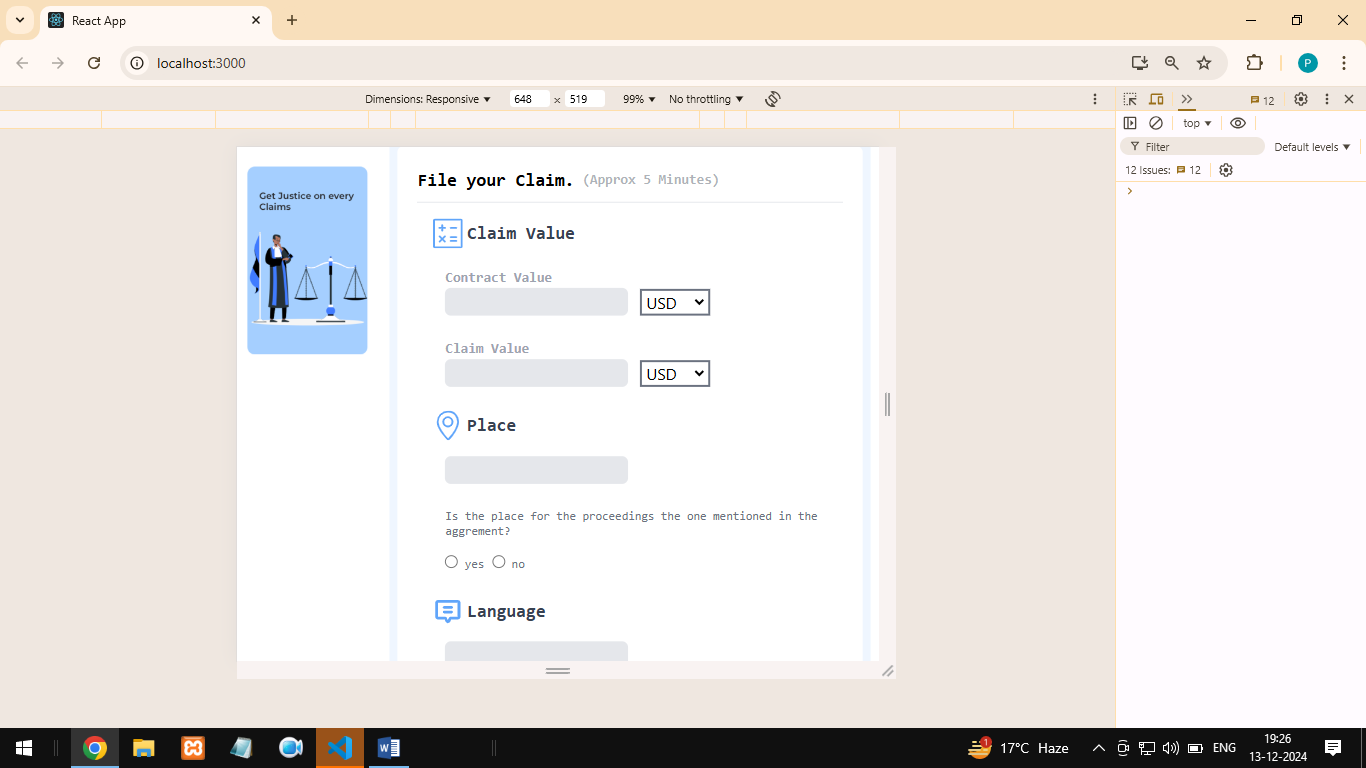 React App
localhost:3000
P
Dimensions: Responsive 648 × 519 99% No throttling
12
top
Filter Default levels
12 Issues: 12
Get Justice on every
Claims
File your Claim. (Approx 5 Minutes)
Claim Value
Contract Value
USD
Claim Value
USD
Place
Is the place for the proceedings the one mentioned in the
aggrement?
yes no
Language
1 17°C Haze ENG 19:26
13-12-2024